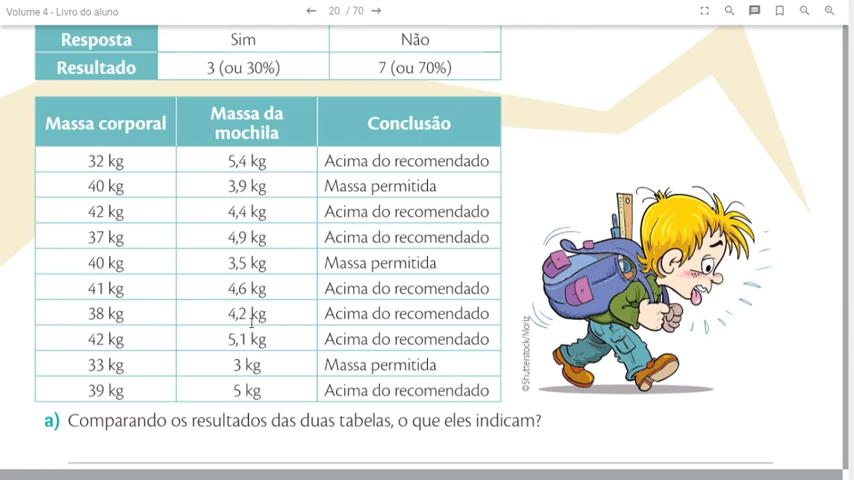 Volume 4 - Livro do aluno
20 / 70
Resposta Sim Não
Resultado 3 (ou 30%) 7 (ou 70%)
Massa corporal Massa da mochila Conclusão
32 kg 5,4 kg Acima do recomendado
40 kg 3,9 kg Massa permitida
42 kg 4,4 kg Acima do recomendado
37 kg 4,9 kg Acima do recomendado
40 kg 3,5 kg Massa permitida
41 kg 4,6 kg Acima do recomendado
38 kg 4,2 kg Acima do recomendado
42 kg 5,1 kg Acima do recomendado
33 kg 3 kg Massa permitida
39 kg 5 kg Acima do recomendado
©Shutterstock/Moriz
a) Comparando os resultados das duas tabelas, o que eles indicam?